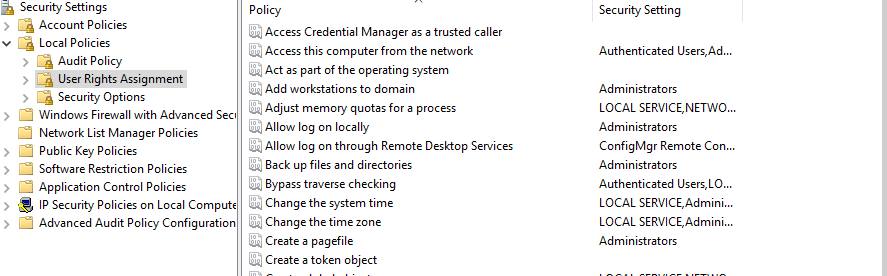 Security Settings
Account Policies
Local Policies
Audit Policy
User Rights Assignment
Security Options
Windows Firewall with Advanced Secu
Network List Manager Policies
Public Key Policies
Software Restriction Policies
Application Control Policies
IP Security Policies on Local Compute
Advanced Audit Policy Configuration
Policy Security Setting
Access Credential Manager as a trusted caller
Access this computer from the network Authenticated Users,Ad...
Act as part of the operating system
Add workstations to domain Administrators
Adjust memory quotas for a process LOCAL SERVICE,NETWO...
Allow log on locally Administrators
Allow log on through Remote Desktop Services ConfigMgr Remote Con...
Back up files and directories Administrators
Bypass traverse checking Authenticated Users,LO...
Change the system time LOCAL SERVICE,Admini...
Change the time zone LOCAL SERVICE,Admini...
Create a pagefile Administrators
Create a token object